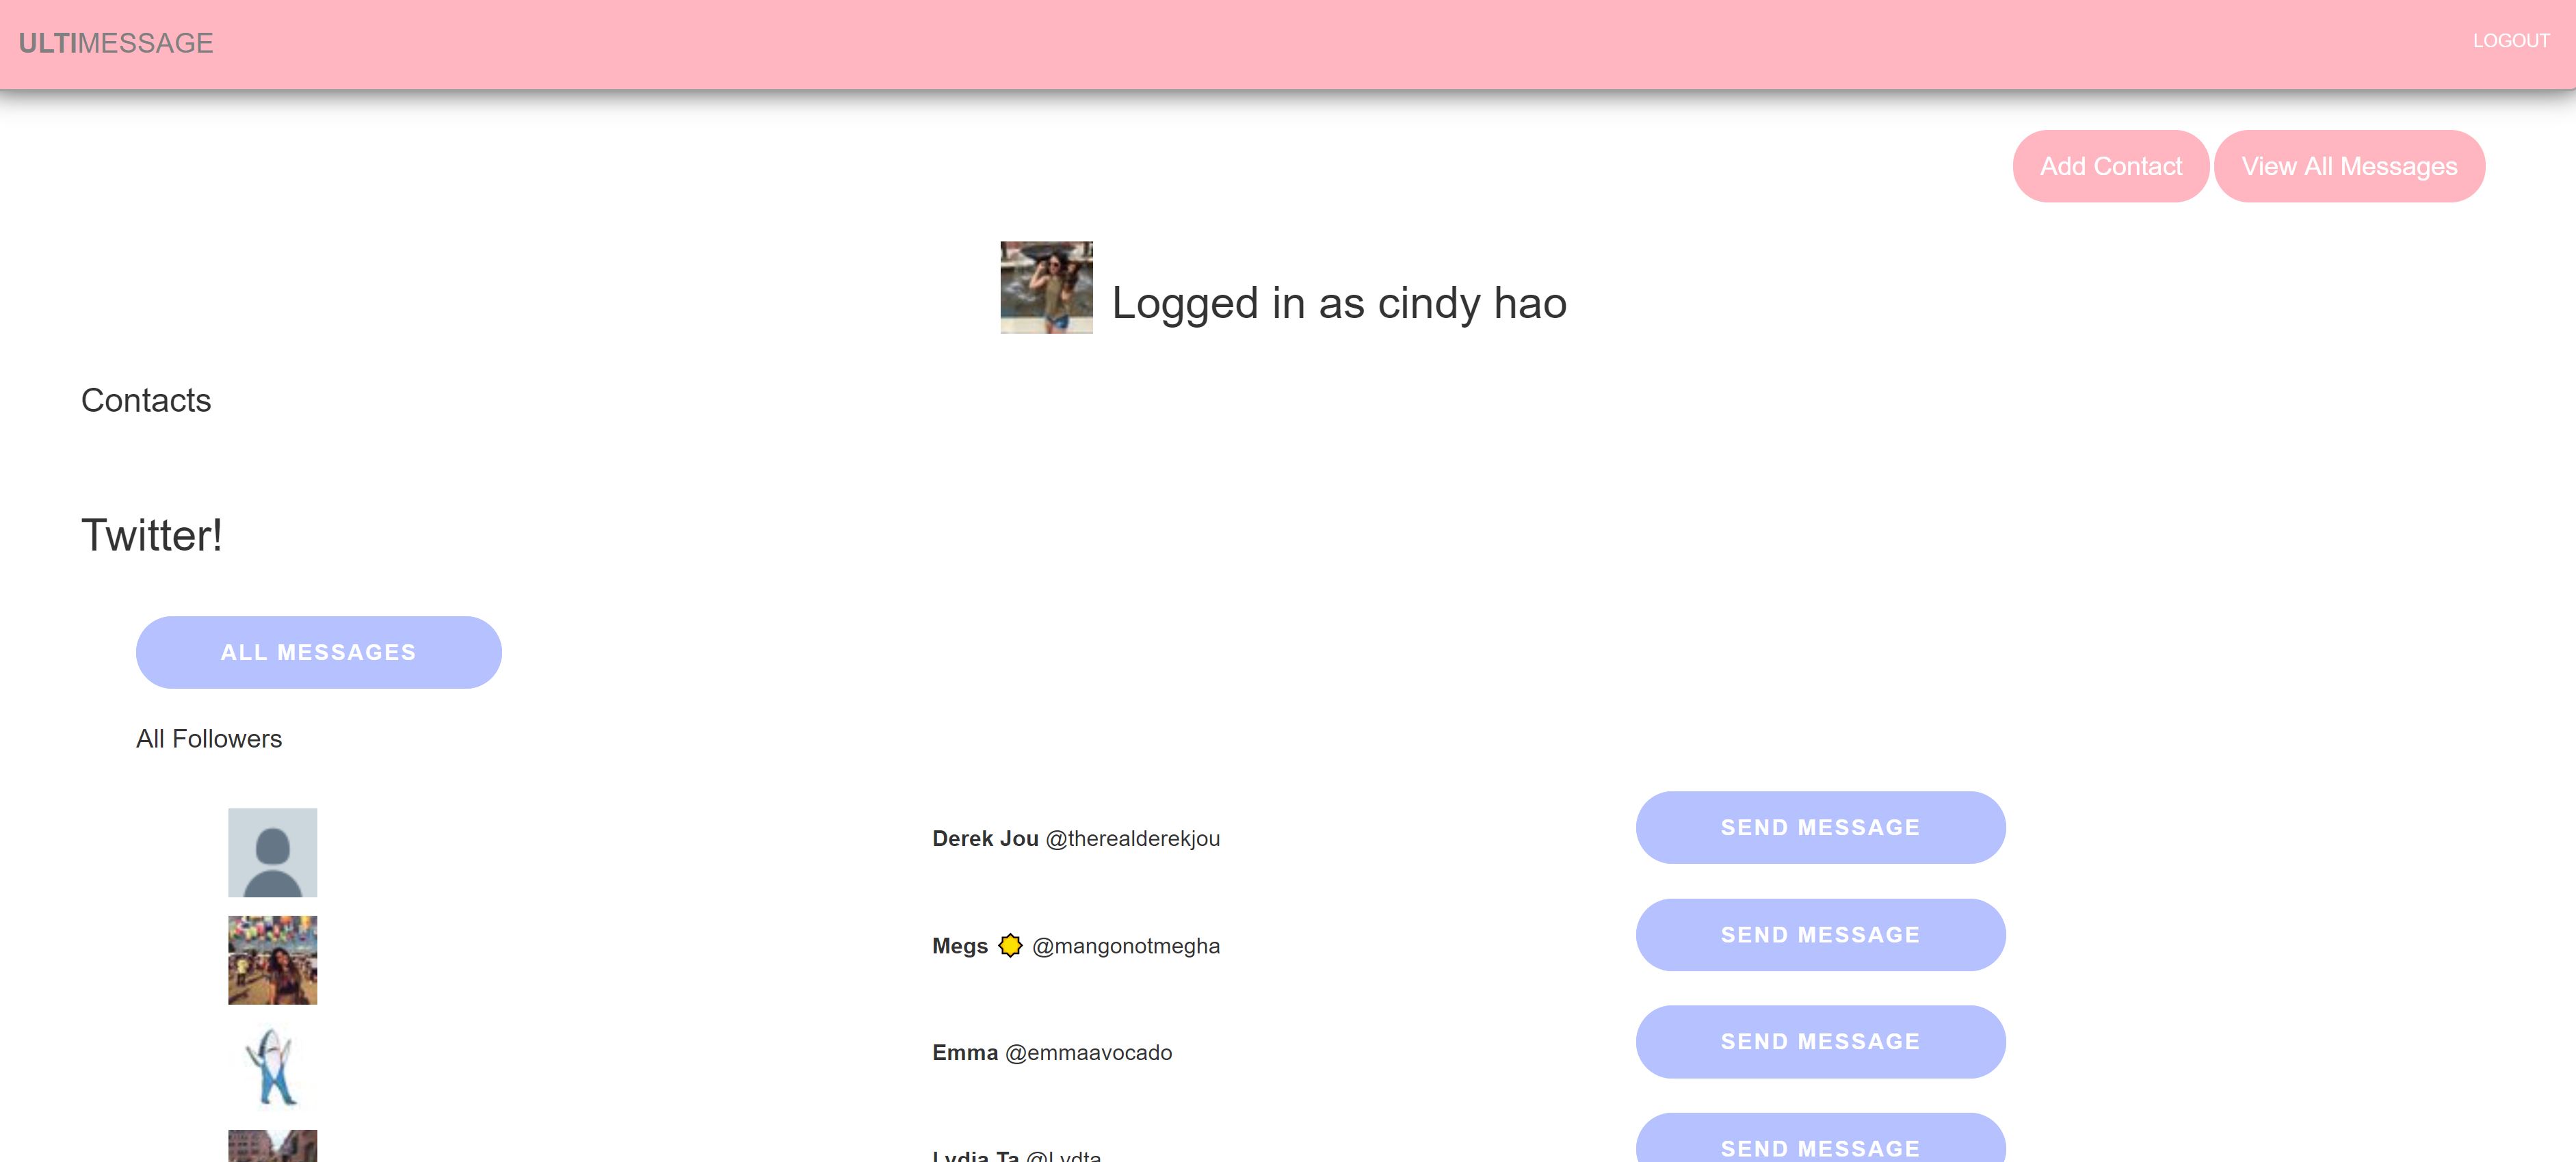 ULTIMESSAGE
LOGOUT
Add Contact
View All Messages
Logged in as cindy hao
Contacts
Twitter!
ALL MESSAGES
All Followers
Derek Jou @therealderekjou
SEND MESSAGE
Megs @mangonotmegha
SEND MESSAGE
Emma @emmaavocado
SEND MESSAGE
Lydia Ta @Lydta
SEND MESSAGE